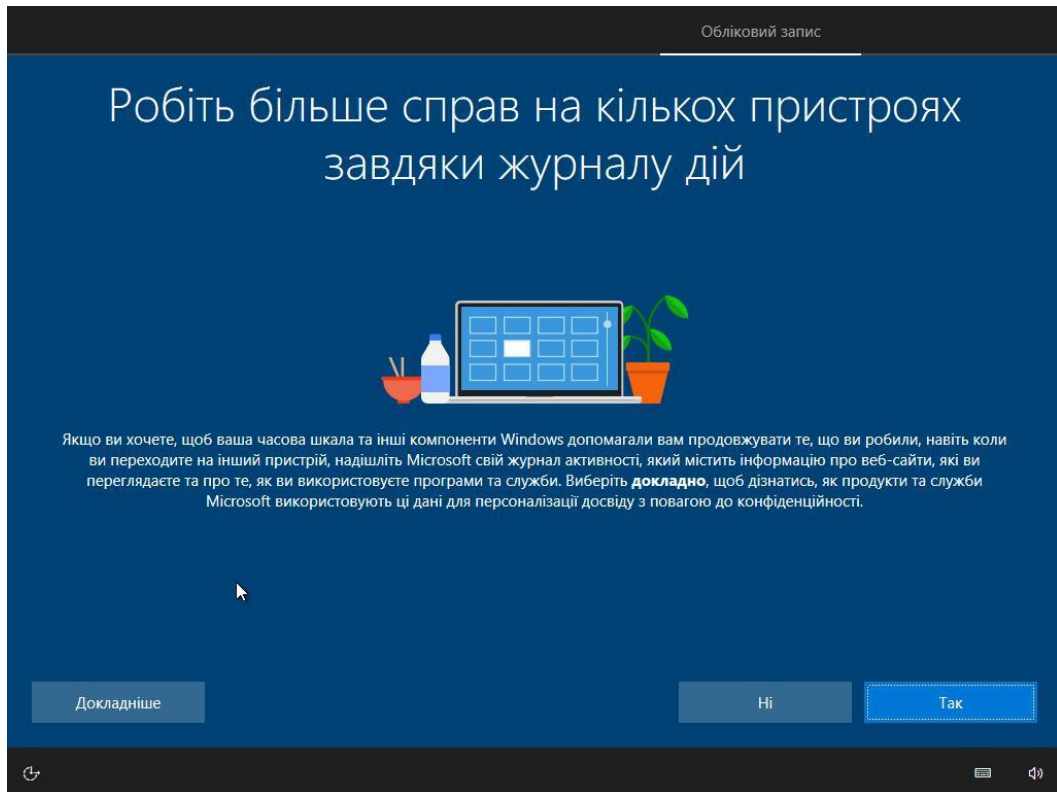 Обліковий запис
Робіть більше справ на кількох пристроях
завдяки журналу дій
Якщо ви хочете, щоб ваша часова шкала та інші компоненти Windows допомагали вам продовжувати те, що ви робили, навіть коли
ви переходите на інший пристрій, надішліть Microsoft свій журнал активності, який містить інформацію про веб-сайти, які ви
переглядаєте та про те, як ви використовуєте програми та служби. Виберіть докладно, щоб дізнатись, як продукти та служби
Microsoft використовують ці дані для персоналізації досвіду з повагою до конфіденційності.
Докладніше
Ні
Так